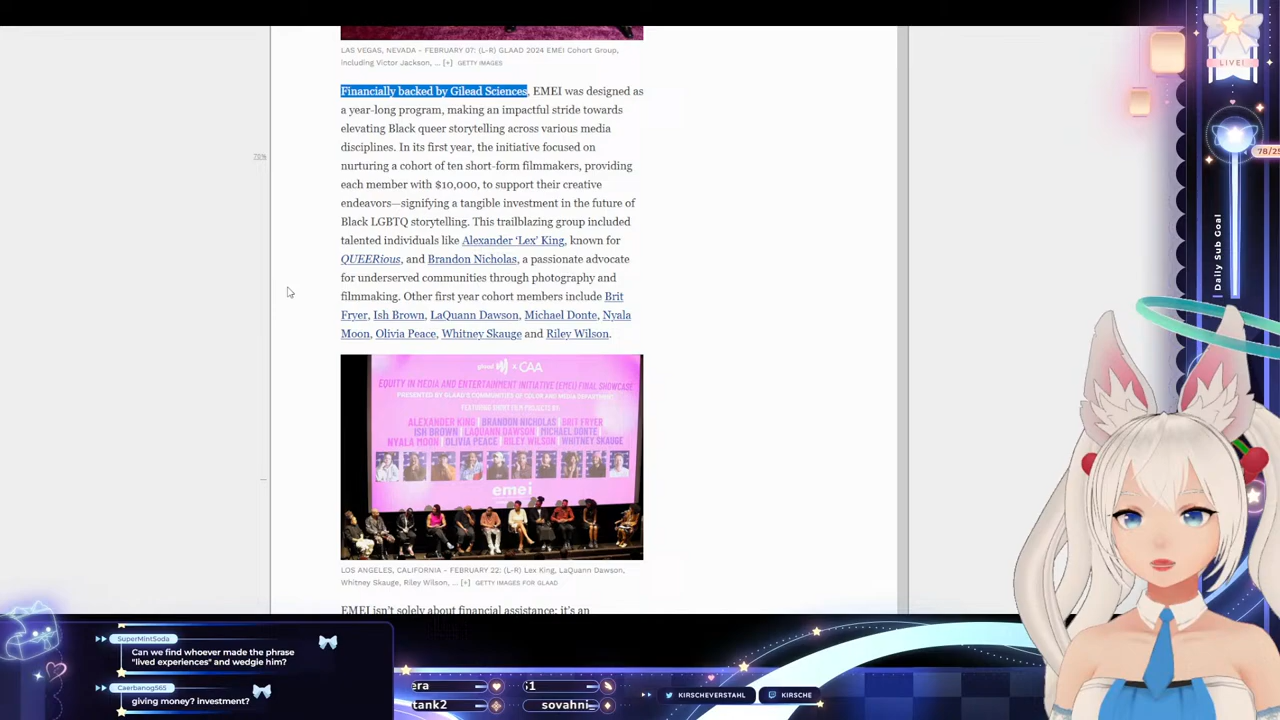 LAS VEGAS, NEVADA - FEBRUARY 07: (L-R) GLAAD 2024 EMEI Cohort Group,
Including Victor Jackson, ... [+] GETTY IMAGES
Financially backed by Gilead Sciences, EMEI was designed as
a year-long program, making an impactful stride towards
elevating Black queer storytelling across various media
disciplines. In its first year, the initiative focused on
nurturing a cohort of ten short-form filmmakers, providing
each member with $10,000, to support their creative
endeavors—signifying a tangible investment in the future of
Black LGBTQ storytelling. This trailblazing group included
talented individuals like Alexander ‘Lex’ King, known for
QUEERious, and Brandon Nicholas, a passionate advocate
for underserved communities through photography and
filmmaking. Other first year cohort members include Brit
Fryer, Ish Brown, LaQuann Dawson, Michael Donte, Nyala
Moon, Olivia Peace, Whitney Skauge and Riley Wilson.
70%
glaad X CAA
EQUITY IN MEDIA AND ENTERTAINMENT INITIATIVE (EMEI) FINAL SHOWCASE
PRESENTED BY GLAAD'S COMMUNITIES OF COLOR AND MEDIA DEPARTMENT
FEATURING SHORT FILM PROJECTS BY:
ALEXANDER KING | BRANDON NICHOLAS | BRIT FRYER
ISH BROWN | LAQUANN DAWSON | MICHAEL DONTE
NYALA MOON | OLIVIA PEACE | RILEY WILSON | WHITNEY SKAUGE
emei
LOS ANGELES, CALIFORNIA - FEBRUARY 22: (L-R) Lex King, LaQuann Dawson,
Whitney Skauge, Riley Wilson, ... [+] GETTY IMAGES FOR GLAAD
EMEI isn't solely about financial assistance; it's an
LIVE!
78/25
Daily Sub Goal
SuperMintSoda
Can we find whoever made the phrase
"lived experiences" and wedgie him?
Caerbanog565
giving money? investment?
era
tank2
1
sovahni_
KIRSCHEVERSTAHL
KIRSCHE